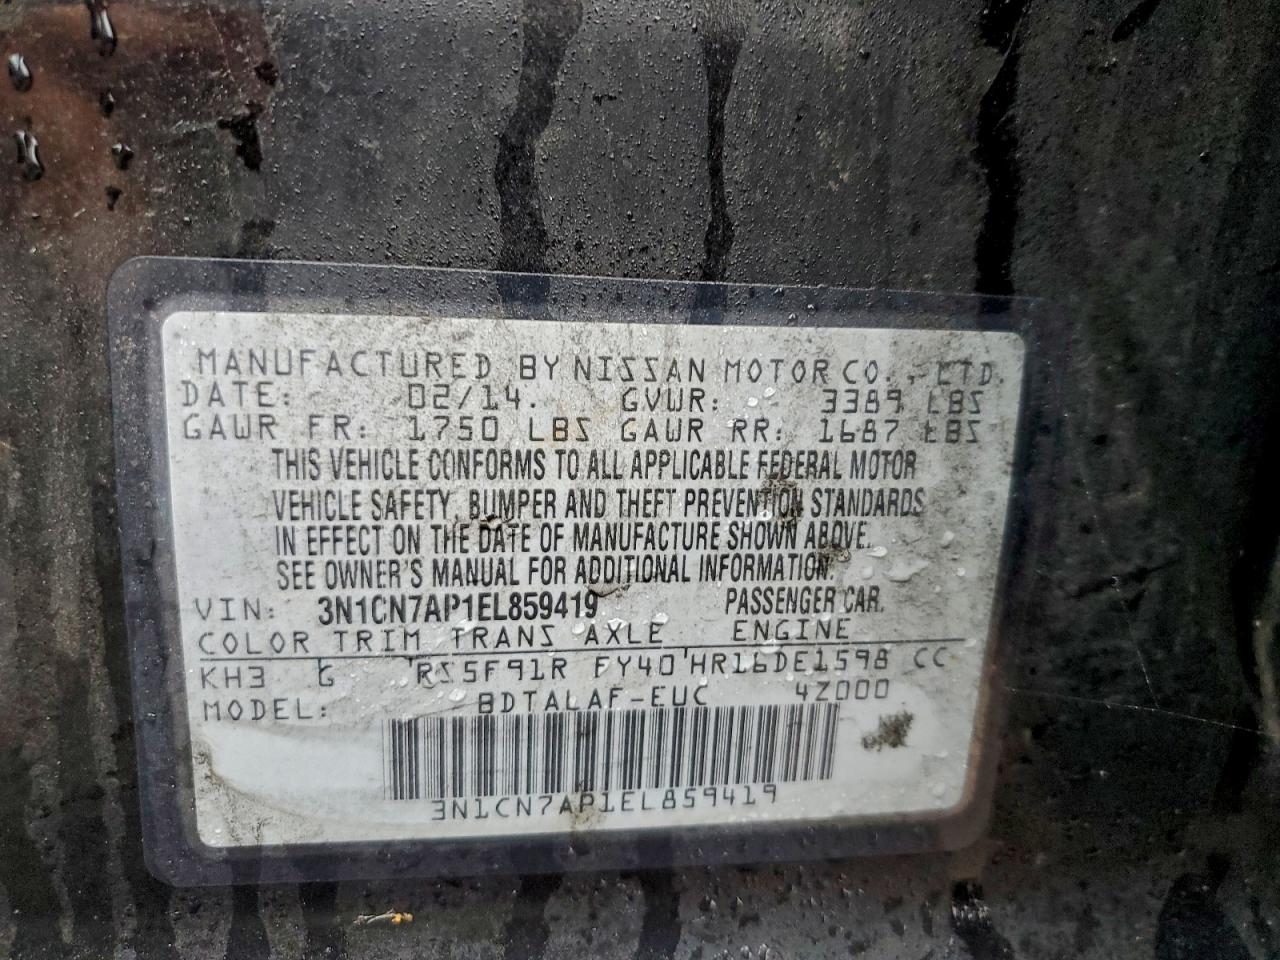 MANUFACTURED BY NISSAN MOTOR CO., LTD.
DATE: 02/14. GVWR: 3389 LBS
GAWR FR: 1750 LBS GAWR RR: 1687 LBS
THIS VEHICLE CONFORMS TO ALL APPLICABLE FEDERAL MOTOR
VEHICLE SAFETY, BUMPER AND THEFT PREVENTION STANDARDS
IN EFFECT ON THE DATE OF MANUFACTURE SHOWN ABOVE.
SEE OWNER'S MANUAL FOR ADDITIONAL INFORMATION.
VIN: 3N1CN7AP1EL859419 PASSENGER CAR.
COLOR TRIM TRANS AXLE ENGINE
KH3 G RS5F91R FY40 HR16DE1598 CC
MODEL: BDTALAF-EUC 4Z000
3N1CN7AP1EL859419